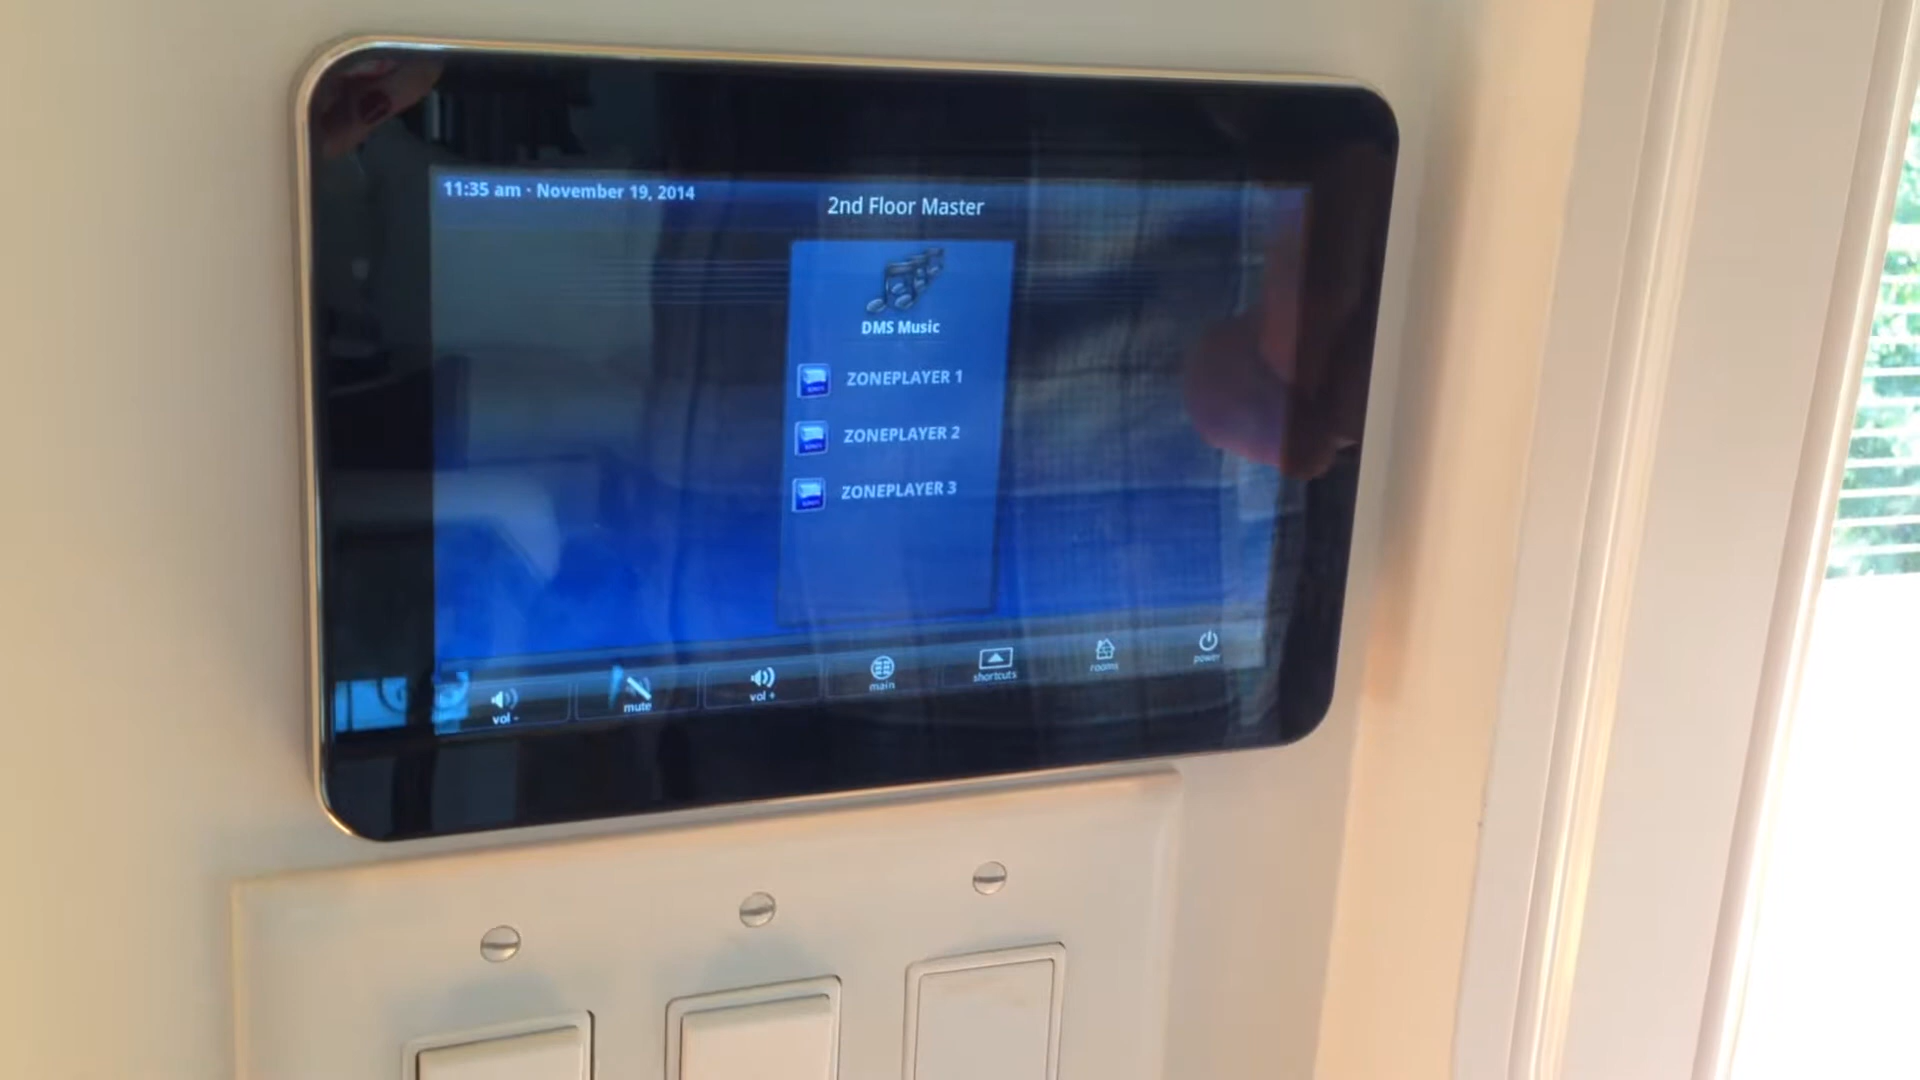 11:35 am · November 19, 2014
2nd Floor Master
DMS Music
ZONEPLAYER 1
ZONEPLAYER 2
ZONEPLAYER 3
vol -
mute
vol +
main
shortcuts
rooms
power